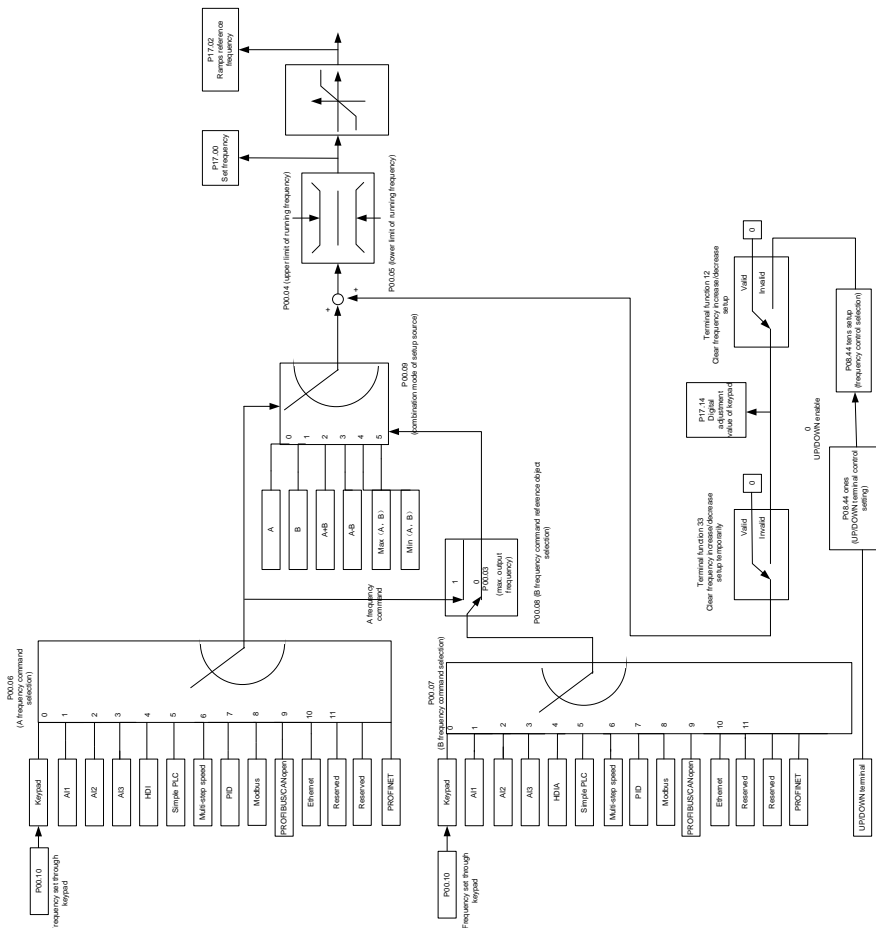 P17.02
Ramps reference
frequency
P17.00
Set frequency
P00.04 (upper limit of running frequency)
P00.05 (lower limit of running frequency)
+
+
P00.09
(combination mode of setup source)
0
1
2
3
4
5
A
B
A+B
A-B
Max（A，B）
Min（A，B）
A frequency
command
1
0
P00.03
(max. output
frequency)
P00.08 (B frequency command reference object
selection)
P00.06
(A frequency command
selection)
0
1
2
3
4
5
6
7
8
9
10
11
Keypad
AI1
AI2
AI3
HDI
Simple PLC
Multi-step speed
PID
Modbus
PROFIBUS/CANopen
Ethernet
Reserved
Reserved
PROFINET
P00.10
requency set through
keypad
P00.07
(B frequency command selection)
0
1
2
3
4
5
6
7
8
9
10
11
Keypad
AI1
AI2
AI3
HDIA
Simple PLC
Multi-step speed
PID
Modbus
PROFIBUS/CANopen
Ethernet
Reserved
Reserved
PROFINET
P00.10
Frequency set through
keypad
Terminal function 12
Clear frequency increase/decrease
setup
Valid
Invalid
0
P17.14
Digital
adjustment
value of keypad
Terminal function 33
Clear frequency increase/decrease
setup temporarily
Valid
Invalid
0
P08.44 tens setup
(frequency control selection)
0
UP/DOWN enable
P08.44 ones
(UP/DOWN terminal control
setting)
UP/DOWN terminal